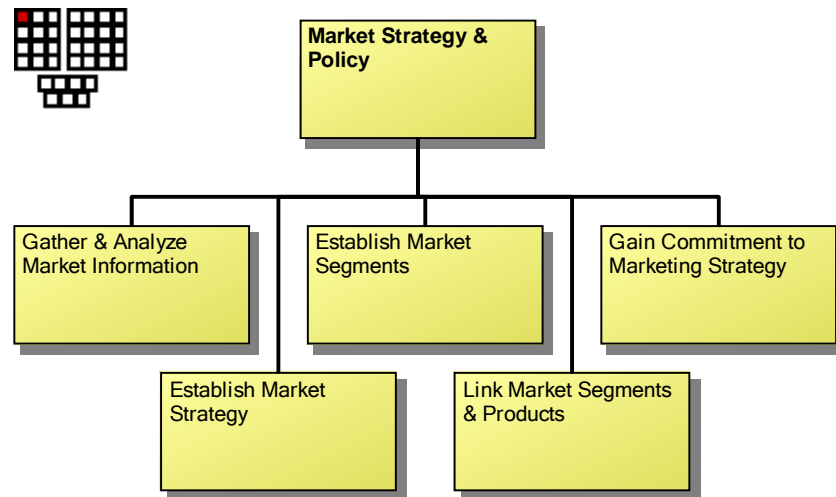 Market Strategy &
Policy
Gather & Analyze
Market Information
Establish Market
Segments
Gain Commitment to
Marketing Strategy
Establish Market
Strategy
Link Market Segments
& Products